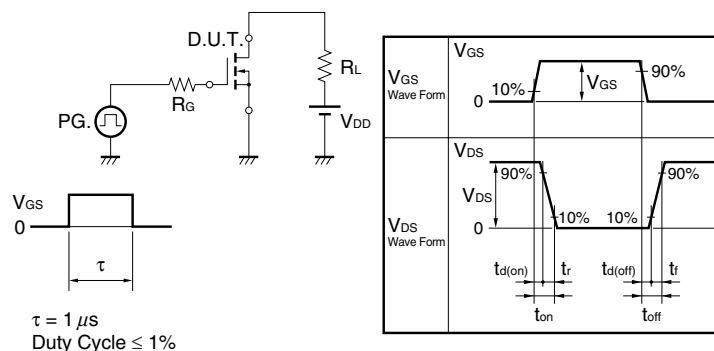 D.U.T.
RL
RG
PG.
VDD
VGS
0
τ
τ = 1 μs
Duty Cycle ≤ 1%
VGS
Wave Form
VGS
10%
0
VGS
90%
VDS
Wave Form
VDS
90%
VDS
0
10%
10%
90%
td(on)
tr
td(off)
tf
ton
toff